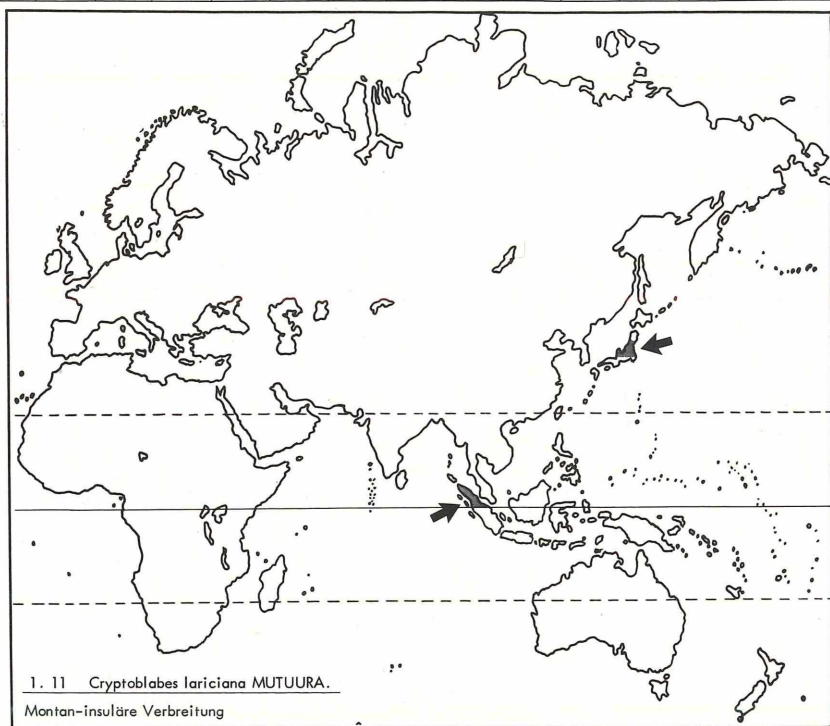 1. 11 Cryptoblabes lariciana MUTUURA.
Montan-insuläre Verbreitung